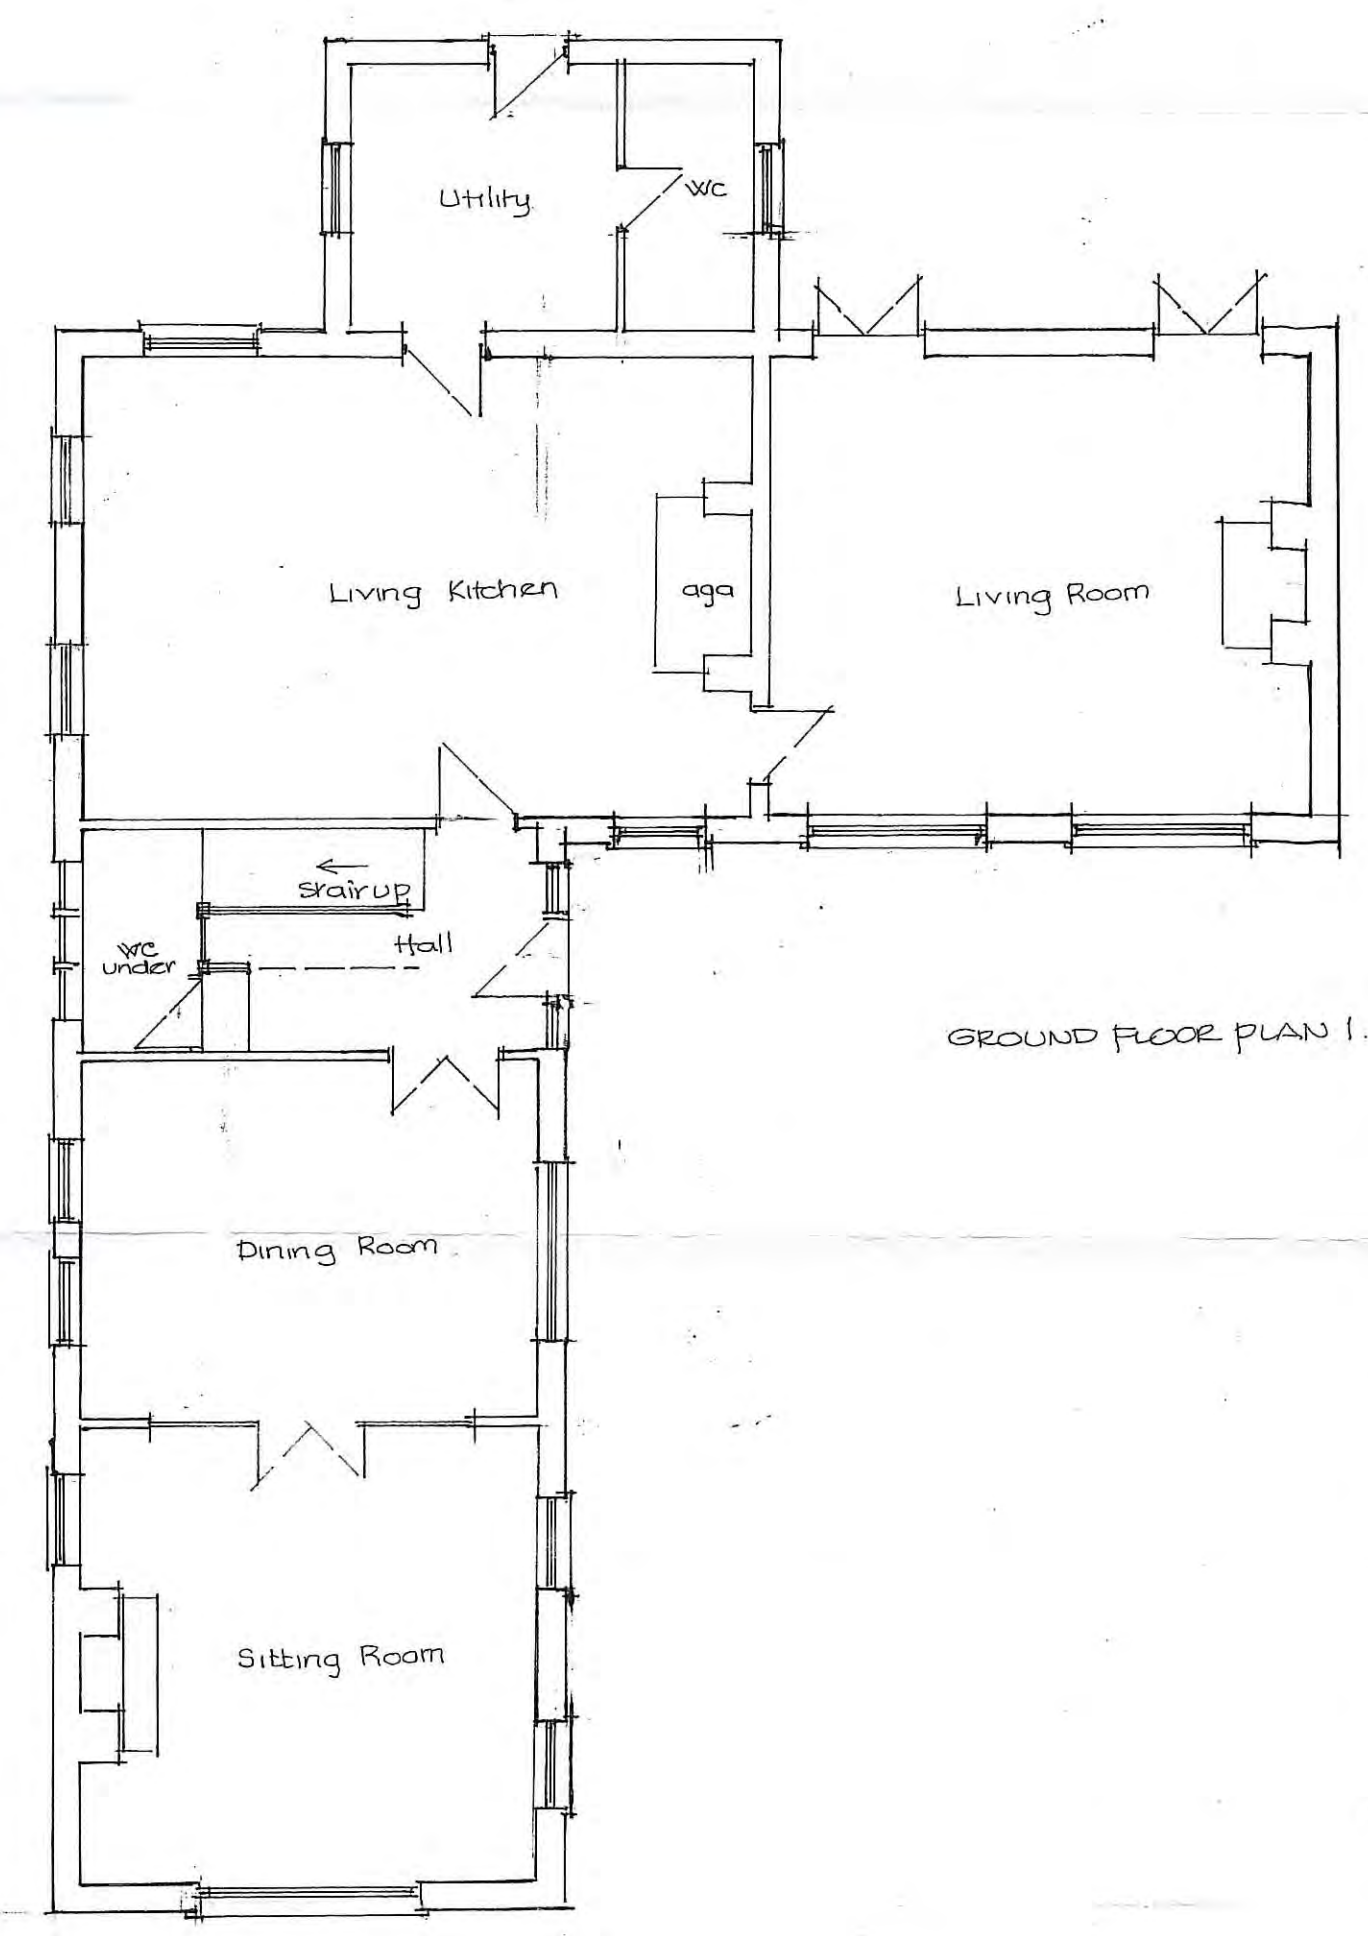 Utility
WC
Living Kitchen
aga
Living Room
Stair up
Hall
WC
under
GROUND FLOOR PLAN 1.
Dining Room
Sitting Room